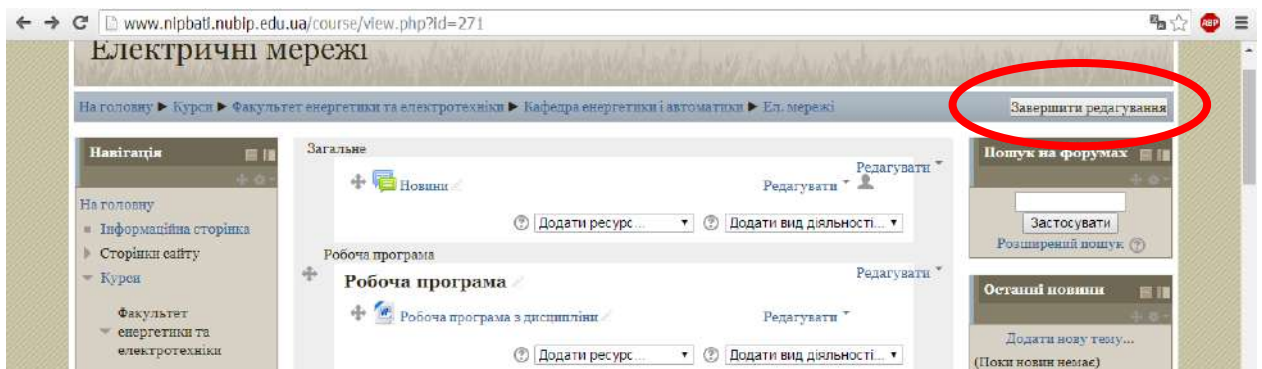 www.nipbati.nubip.edu.ua/course/view.php?id=271
ABP
Електричні мережі
На головну ► Курси ► Факультет енергетики та електротехніки ► Кафедра енергетики і автоматики ► Ел. мережі
Завершити редагування
Навігація
На головну
Інформаційна сторінка
Сторінки сайту
Курси
Факультет
енергетики та
електротехніки
Загальне
Редагувати
Новини
Редагувати
Додати ресурс...
Додати вид діяльності...
Робоча програма
Редагувати
Робоча програма
Робоча програма з дисципліни
Редагувати
Додати ресурс...
Додати вид діяльності...
Пошук на форумах
Застосувати
Розширений пошук
Останні новини
Додати нову тему...
(Поки новин немає)